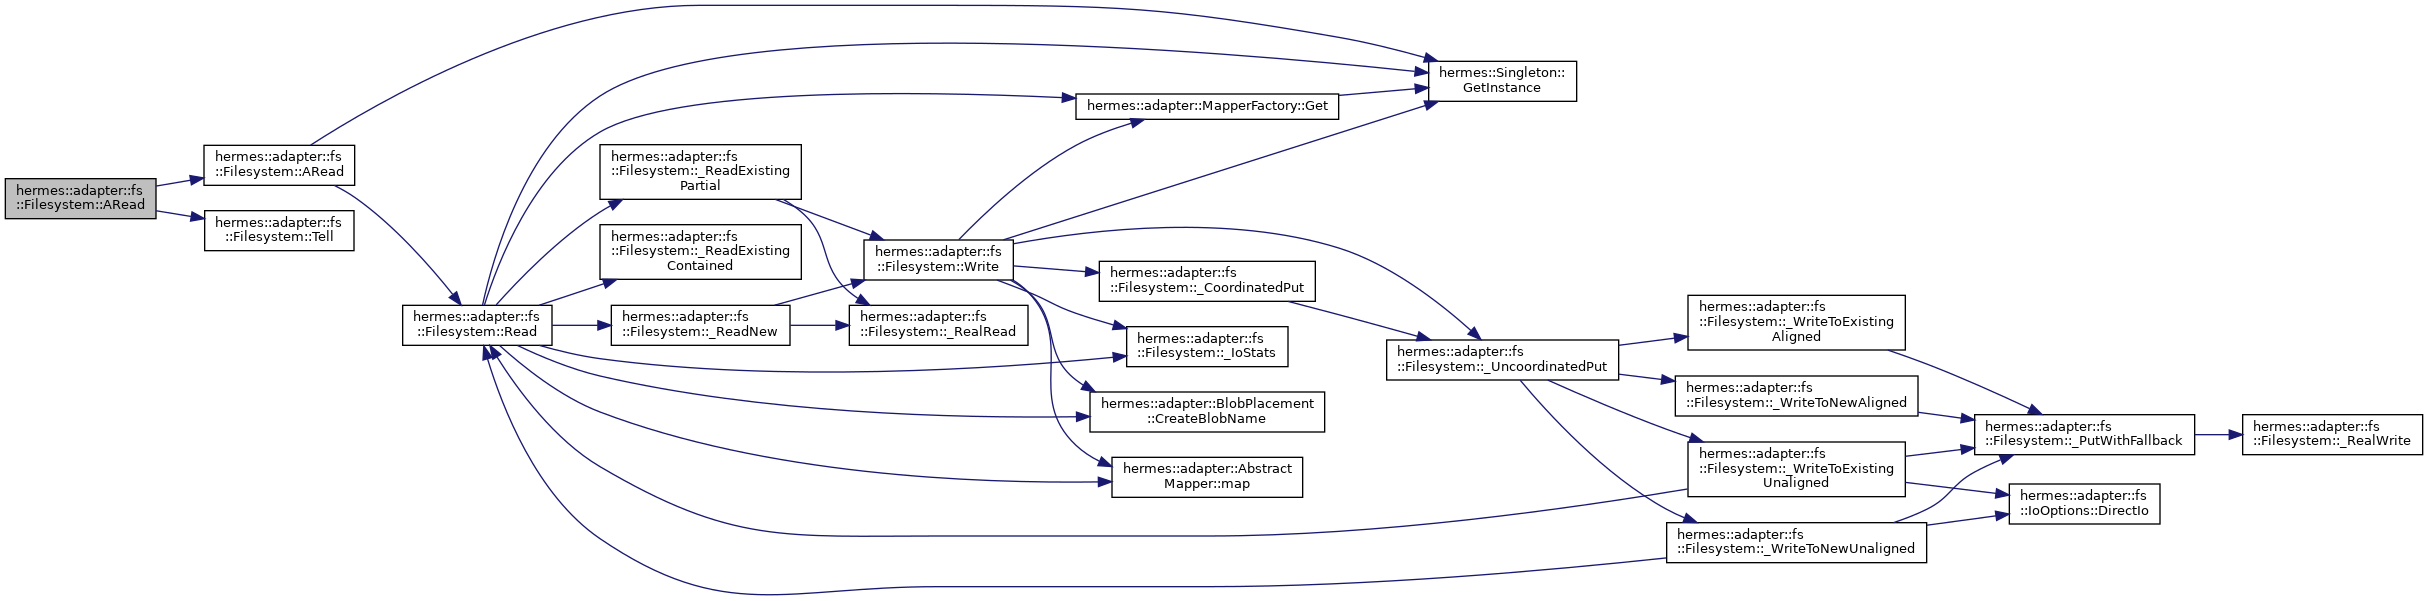 hermes::adapter::fs
::Filesystem::ARead
hermes::adapter::fs
::Filesystem::ARead
hermes::adapter::fs
::Filesystem::Tell
hermes::adapter::fs
::Filesystem::Read
hermes::adapter::fs
::Filesystem::_ReadExisting
Partial
hermes::adapter::fs
::Filesystem::_ReadExisting
Contained
hermes::adapter::fs
::Filesystem::_ReadNew
hermes::adapter::fs
::Filesystem::Write
hermes::adapter::fs
::Filesystem::_RealRead
hermes::adapter::MapperFactory::Get
hermes::Singleton::
GetInstance
hermes::adapter::fs
::Filesystem::_CoordinatedPut
hermes::adapter::fs
::Filesystem::_IoStats
hermes::adapter::BlobPlacement
::CreateBlobName
hermes::adapter::Abstract
Mapper::map
hermes::adapter::fs
::Filesystem::_UncoordinatedPut
hermes::adapter::fs
::Filesystem::_WriteToExisting
Aligned
hermes::adapter::fs
::Filesystem::_WriteToNewAligned
hermes::adapter::fs
::Filesystem::_WriteToExisting
Unaligned
hermes::adapter::fs
::Filesystem::_WriteToNewUnaligned
hermes::adapter::fs
::Filesystem::_PutWithFallback
hermes::adapter::fs
::IoOptions::DirectIo
hermes::adapter::fs
::Filesystem::_RealWrite